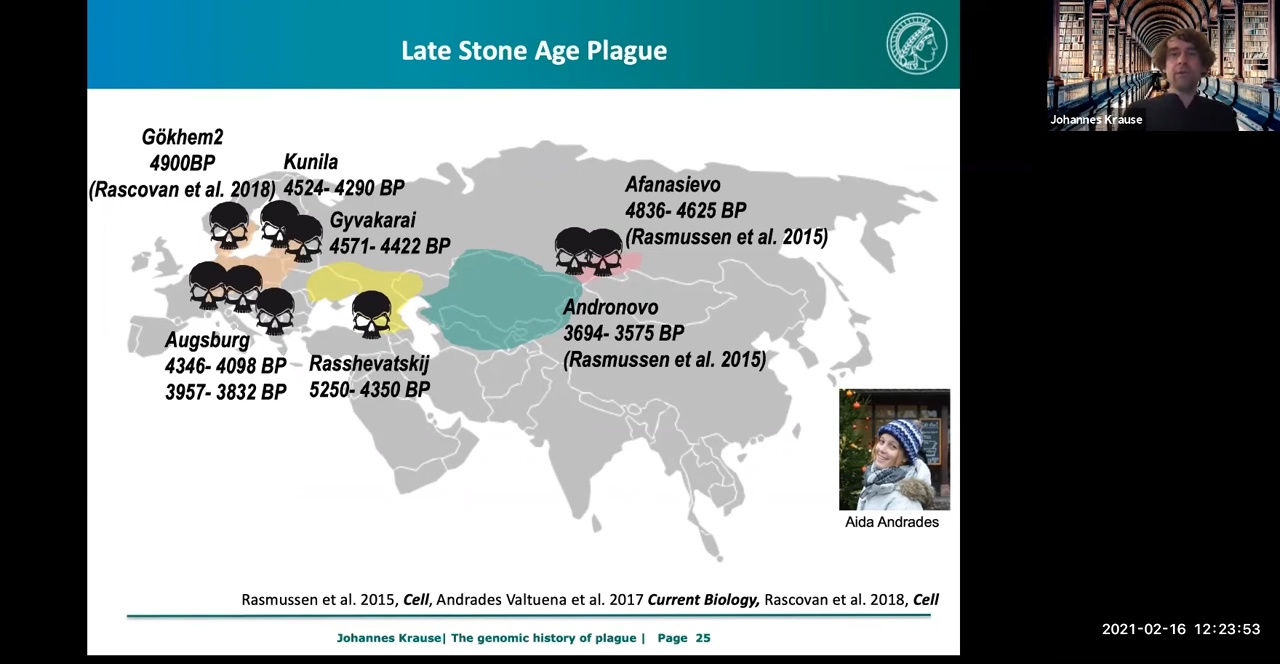 Late Stone Age Plague
Johannes Krause
Gökhem2
4900BP
(Rascovan et al. 2018)
Kunila
4524- 4290 BP
Gyvakarai
4571- 4422 BP
Afanasievo
4836- 4625 BP
(Rasmussen et al. 2015)
Andronovo
3694- 3575 BP
(Rasmussen et al. 2015)
Augsburg
4346- 4098 BP
3957- 3832 BP
Rasshevatskij
5250- 4350 BP
Aida Andrades
Rasmussen et al. 2015, Cell, Andrades Valtuena et al. 2017 Current Biology, Rascovan et al. 2018, Cell
Johannes Krause| The genomic history of plague | Page 25
2021-02-16 12:23:53